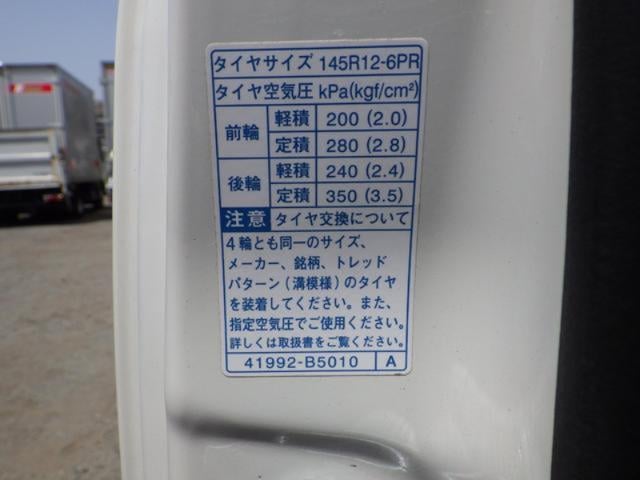 タイヤサイズ 145R12-6PR
タイヤ空気圧 kPa(kgf/cm²)
前輪 軽積 200 (2.0)
定積 280 (2.8)
後輪 軽積 240 (2.4)
定積 350 (3.5)
注意 タイヤ交換について
4輪とも同一のサイズ、
メーカー、銘柄、トレッド
パターン（溝模様）のタイヤ
を装着してください。また、
指定空気圧でご使用ください。
詳しくは取扱書をご覧ください。
41992-B5010 A